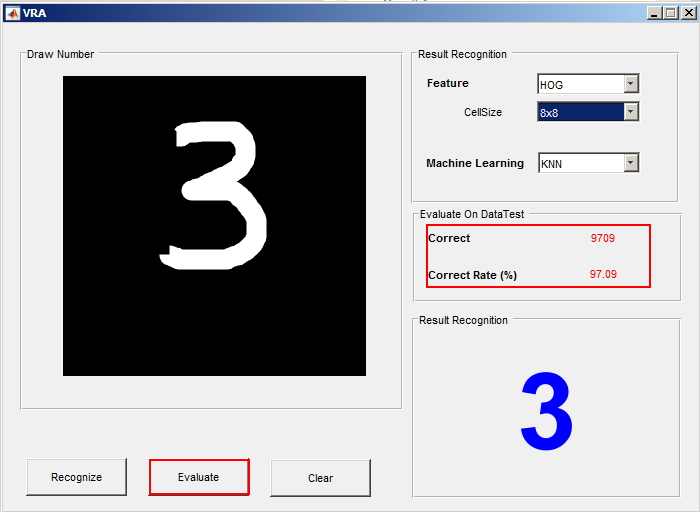 VRA
Draw Number
3
Recognize
Evaluate
Clear
Result Recognition
Feature HOG
CellSize 8x8
Machine Learning KNN
Evaluate On DataTest
Correct 9709
Correct Rate (%) 97.09
Result Recognition
3